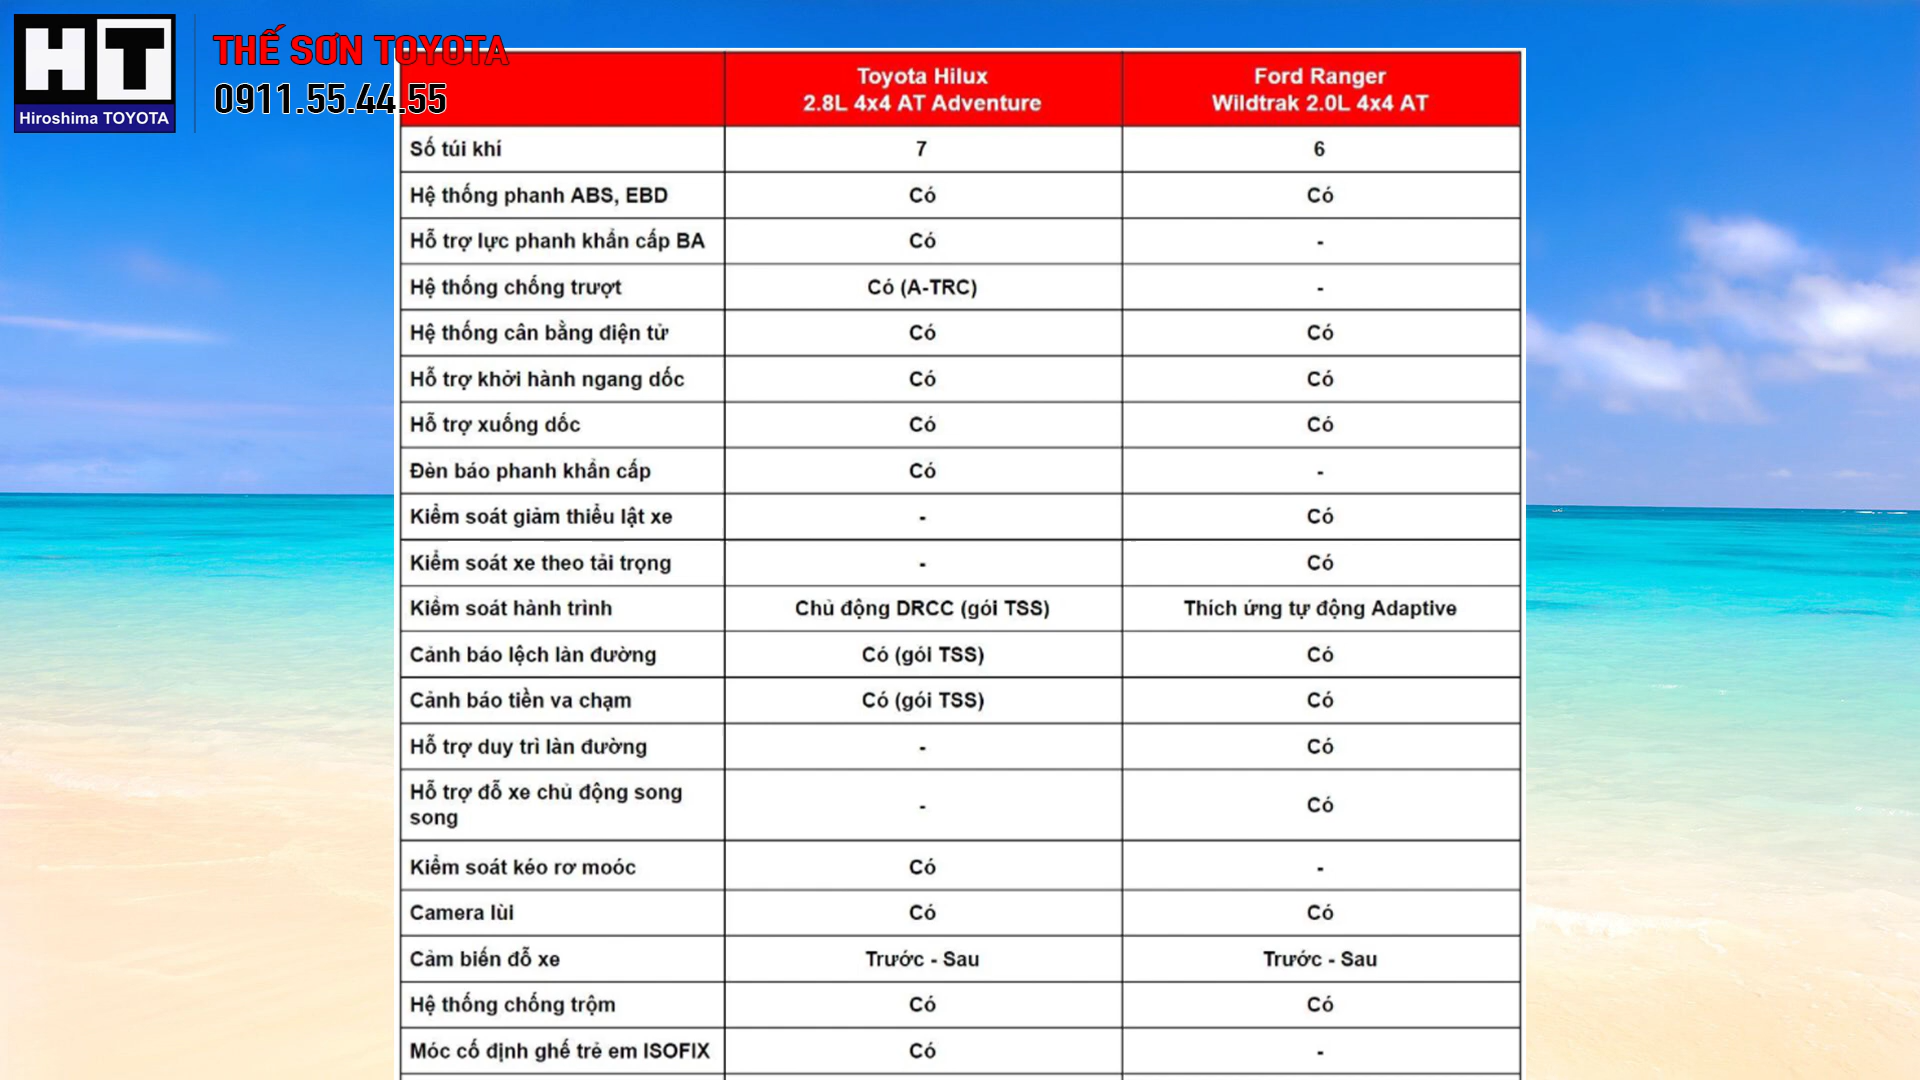 HT
Hiroshima TOYOTA
THẾ SƠN TOYOTA
0911.55.44.55
Toyota Hilux
2.8L 4x4 AT Adventure
Ford Ranger
Wildtrak 2.0L 4x4 AT
Số túi khí 7 6
Hệ thống phanh ABS, EBD Có Có
Hỗ trợ lực phanh khẩn cấp BA Có -
Hệ thống chống trượt Có (A-TRC) -
Hệ thống cân bằng điện tử Có Có
Hỗ trợ khởi hành ngang dốc Có Có
Hỗ trợ xuống dốc Có Có
Đèn báo phanh khẩn cấp Có -
Kiểm soát giảm thiểu lật xe - Có
Kiểm soát xe theo tải trọng - Có
Kiểm soát hành trình Chủ động DRCC (gói TSS) Thích ứng tự động Adaptive
Cảnh báo lệch làn đường Có (gói TSS) Có
Cảnh báo tiền va chạm Có (gói TSS) Có
Hỗ trợ duy trì làn đường - Có
Hỗ trợ đỗ xe chủ động song
song - Có
Kiểm soát kéo rơ moóc Có -
Camera lùi Có Có
Cảm biến đỗ xe Trước - Sau Trước - Sau
Hệ thống chống trộm Có Có
Móc cố định ghế trẻ em ISOFIX Có -